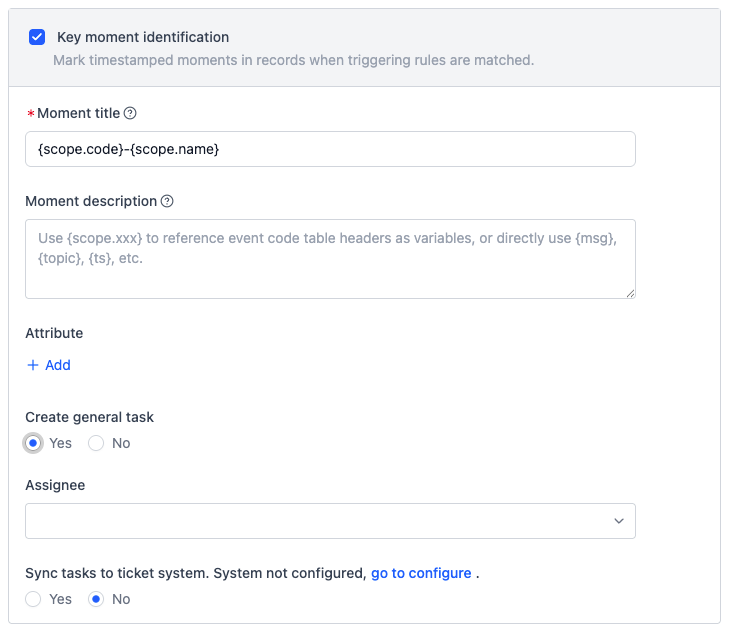 Key moment identification
Mark timestamped moments in records when triggering rules are matched.
* Moment title
{scope.code}-{scope.name}
Moment description
Use {scope.xxx} to reference event code table headers as variables, or directly use {msg},
{topic}, {ts}, etc.
Attribute
+ Add
Create general task
Yes No
Assignee
Sync tasks to ticket system. System not configured, go to configure .
Yes No